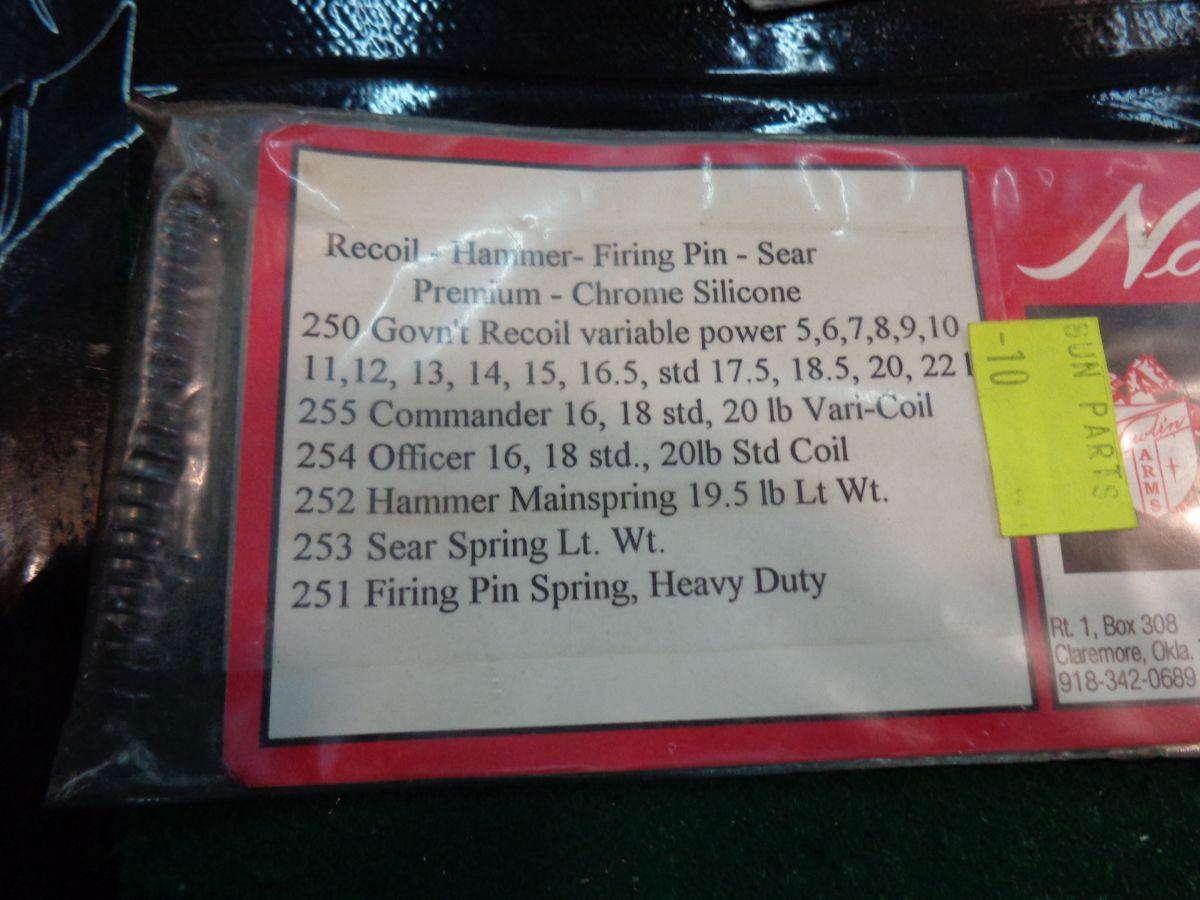 Recoil - Hammer- Firing Pin - Sear
Premium - Chrome Silicone
250 Govn't Recoil variable power 5,6,7,8,9,10
11,12, 13, 14, 15, 16.5, std 17.5, 18.5, 20, 22
255 Commander 16, 18 std, 20 lb Vari-Coil
254 Officer 16, 18 std., 20lb Std Coil
252 Hammer Mainspring 19.5 lb Lt Wt.
253 Sear Spring Lt. Wt.
251 Firing Pin Spring, Heavy Duty
GUN PARTS
-10
No
wlin
ARMS
Rt. 1, Box 308
Claremore, Okla.
918-342-0689